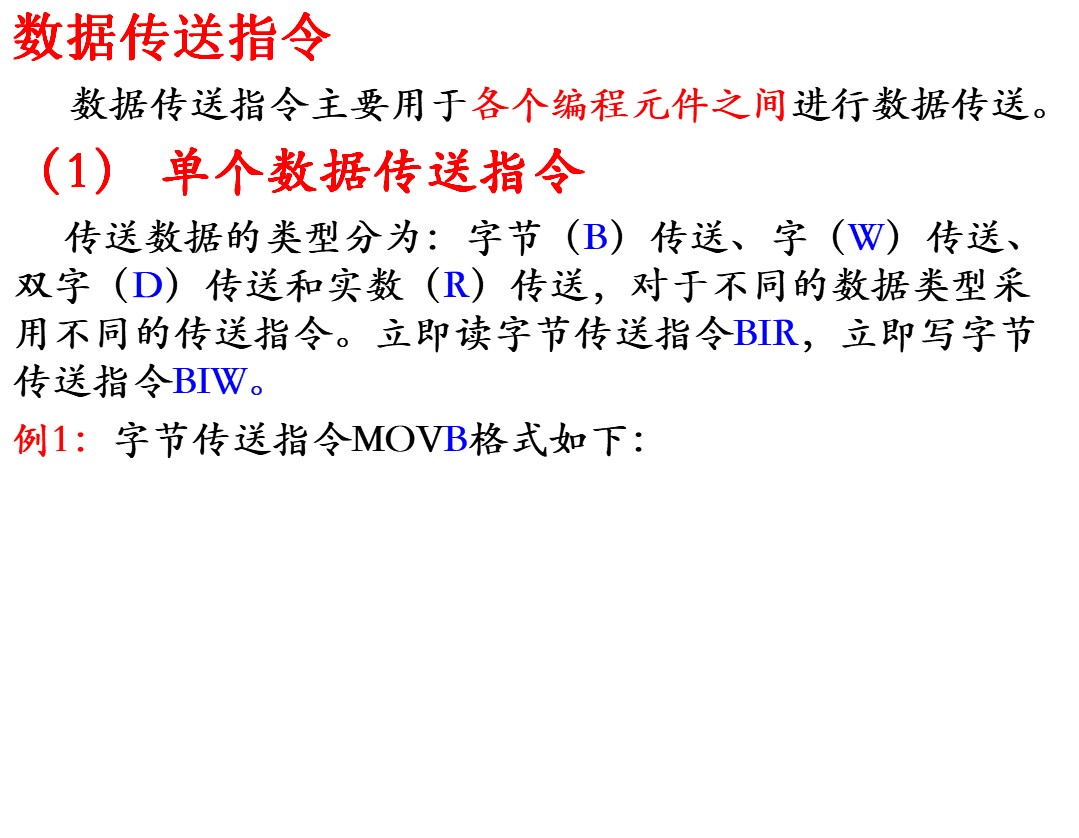 数据传送指令
数据传送指令主要用于各个编程元件之间进行数据传送。
（1） 单个数据传送指令
传送数据的类型分为：字节（B）传送、字（W）传送、
双字（D）传送和实数（R）传送，对于不同的数据类型采
用不同的传送指令。立即读字节传送指令BIR，立即写字节
传送指令BIW。
例1：字节传送指令MOVB格式如下：